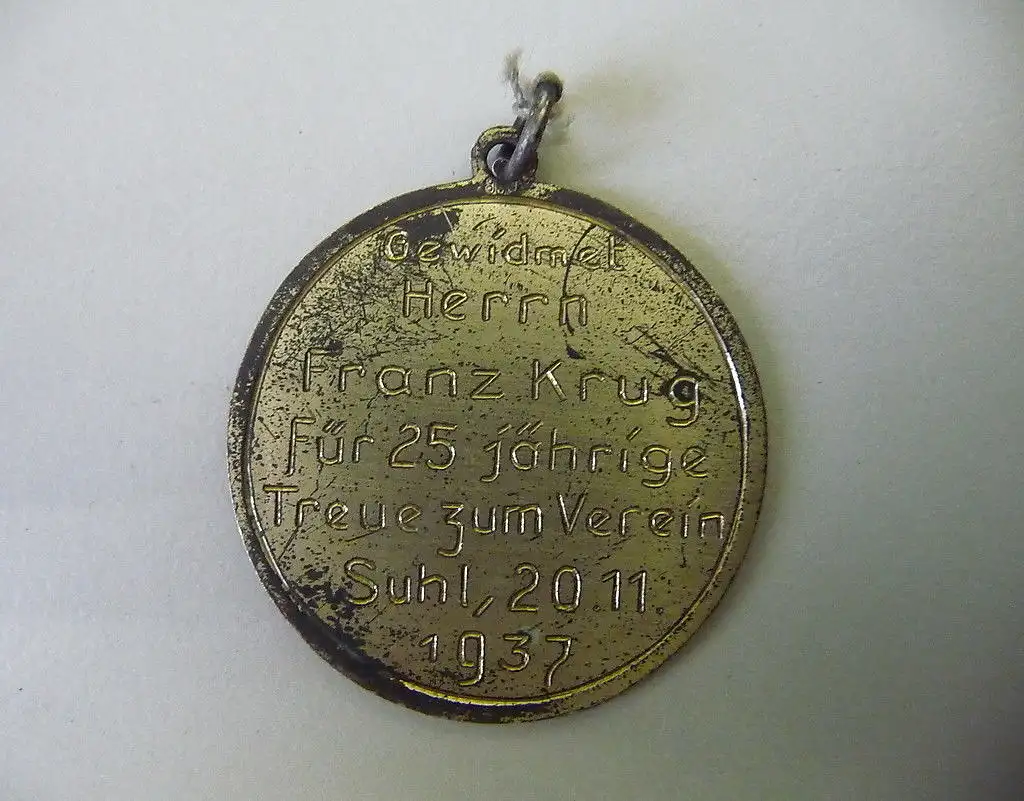 Gewidmet
Herrn
Franz Krug
für 25 jährige
Treue zum Verein
Suhl, 20.11.
1937